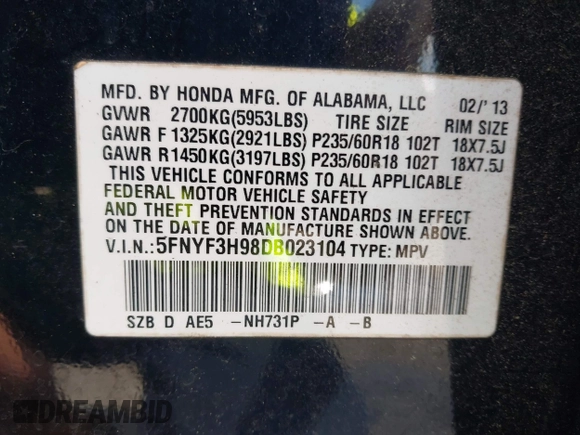 MFD. BY HONDA MFG. OF ALABAMA, LLC 02/'13
GVWR 2700KG(5953LBS) TIRE SIZE RIM SIZE
GAWR F 1325KG(2921LBS) P235/60R18 102T 18X7.5J
GAWR R1450KG(3197LBS) P235/60R18 102T 18X7.5J
THIS VEHICLE CONFORMS TO ALL APPLICABLE
FEDERAL MOTOR VEHICLE SAFETY
AND THEFT PREVENTION STANDARDS IN EFFECT
ON THE DATE OF MANUFACTURE SHOWN ABOVE.
V.I.N.:5FNYF3H98DB023104 TYPE: MPV
SZB D AE5 -NH731P -A -B
DREAMBID